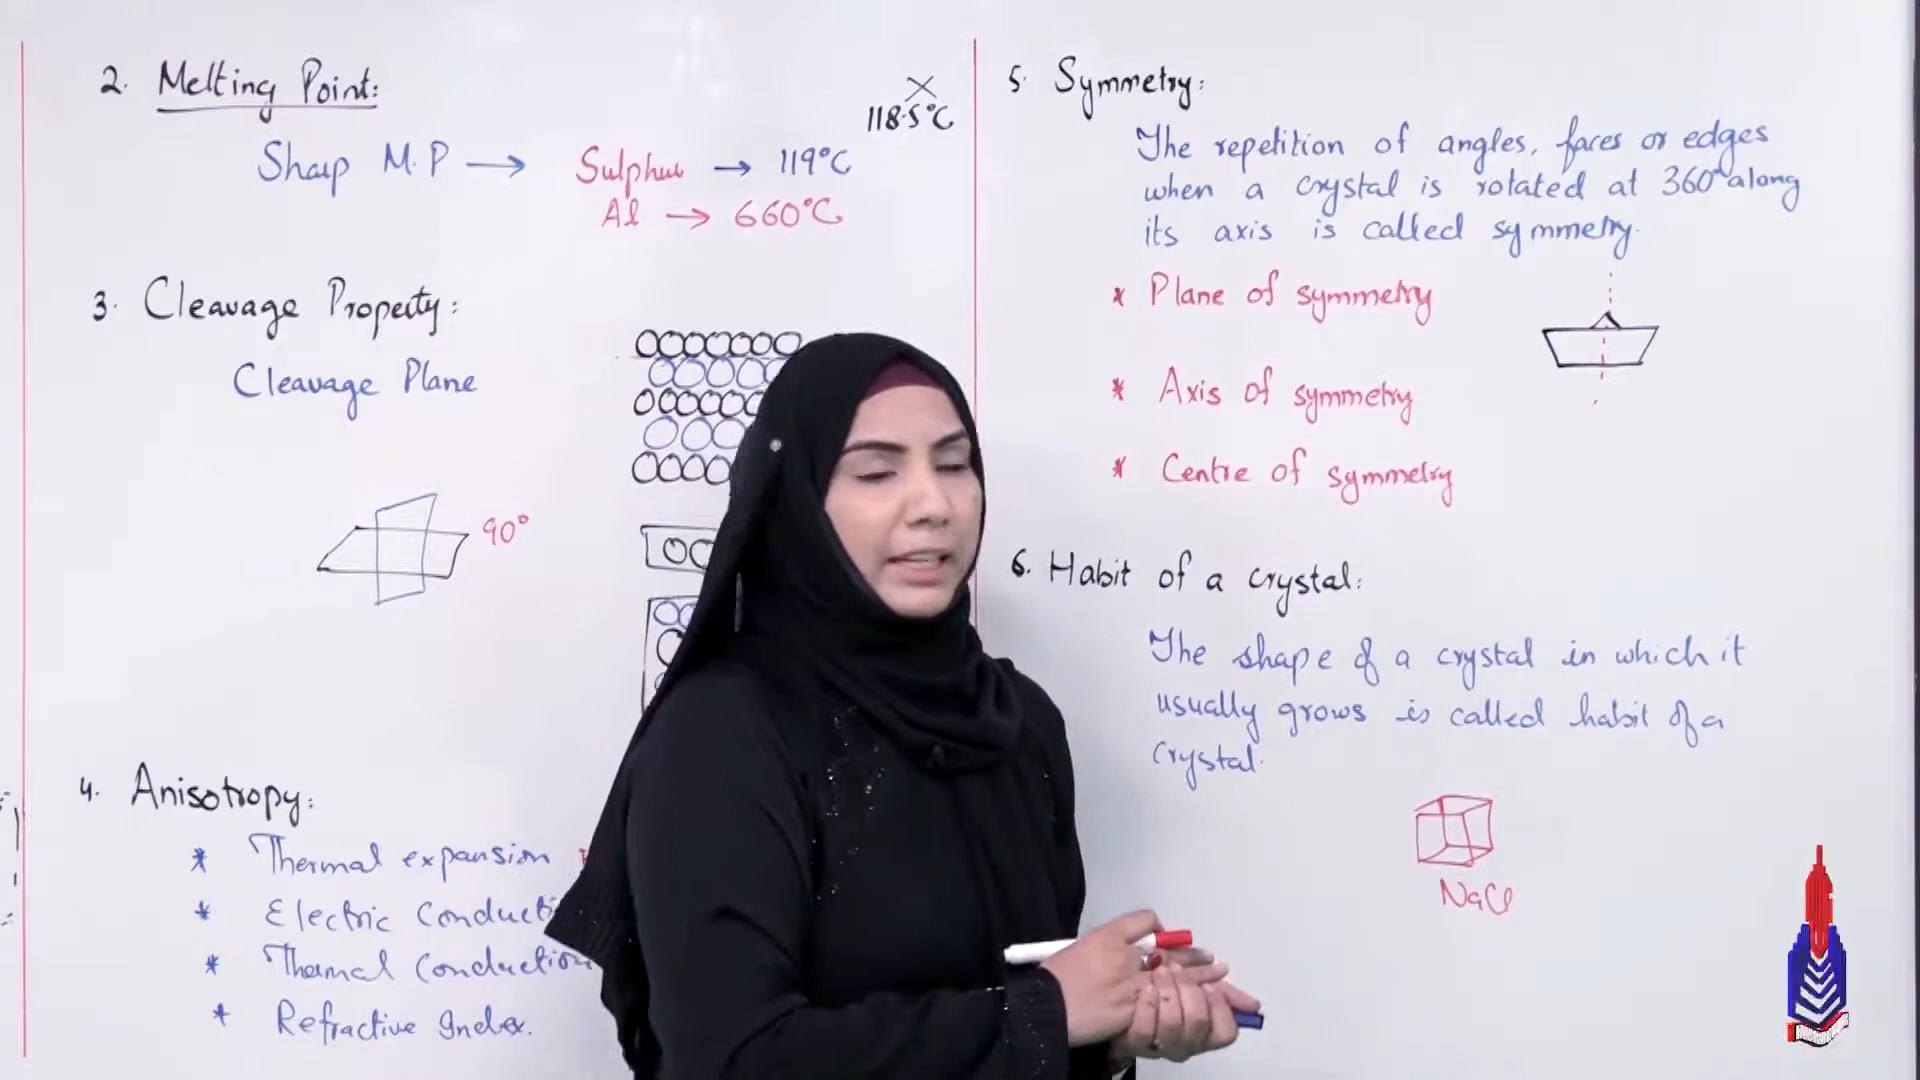 2. Melting Point:
118.5°C
Sharp M.P → Sulphur → 119°C
Al → 660°C
3. Cleavage Property:
Cleavage Plane
90°
4. Anisotropy:
* Thermal expansion
* Electric Conducti
* Thermal Conduction
* Refractive Index.
5. Symmetry:
The repetition of angles, faces or edges
when a crystal is rotated at 360° along
its axis is called symmetry.
* Plane of symmetry
* Axis of symmetry
* Centre of symmetry
6. Habit of a crystal:
The shape of a crystal in which it
usually grows is called habit of a
crystal.
NaCl